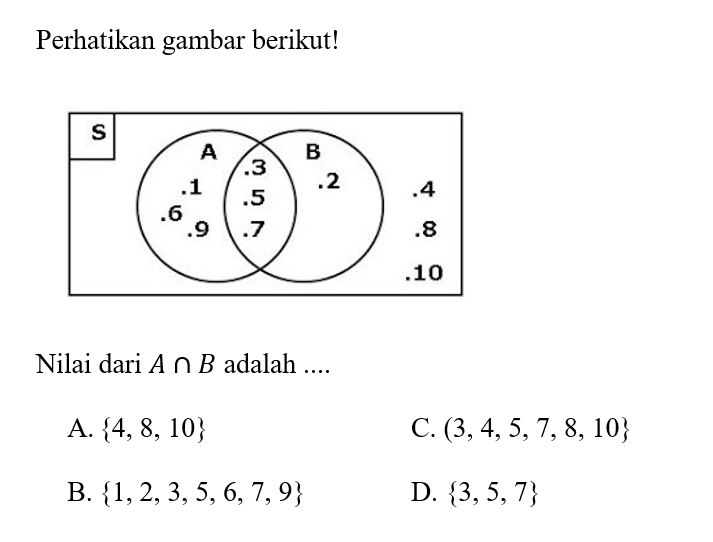 Perhatikan gambar berikut!
S
A B
.3
.1 .2 .4
.5
.6
.9 .7 .8
.10
Nilai dari A ∩ B adalah ....
A. {4, 8, 10} C. (3, 4, 5, 7, 8, 10}
B. {1, 2, 3, 5, 6, 7, 9} D. {3, 5, 7}